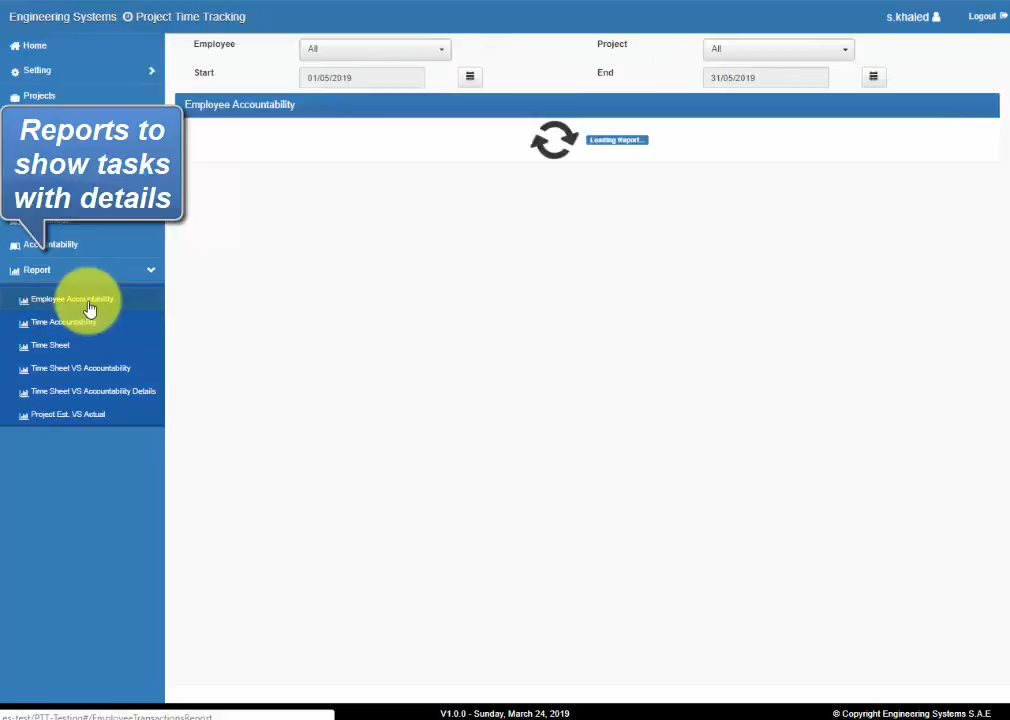 Engineering Systems Project Time Tracking
s.khaled
Logout
Home
Setting
Projects
Reports to
show tasks
with details
Accountability
Report
Employee Accountability
Time Accountability
Time Sheet
Time Sheet VS Accountability
Time Sheet VS Accountability Details
Project Est. VS Actual
Employee
All
Project
All
Start
01/05/2019
End
31/05/2019
Employee Accountability
Loading Report...
es-test/PTT-Testing#/EmployeeTransactionsReport
V1.0.0 - Sunday, March 24, 2019
© Copyright Engineering Systems S.A.E